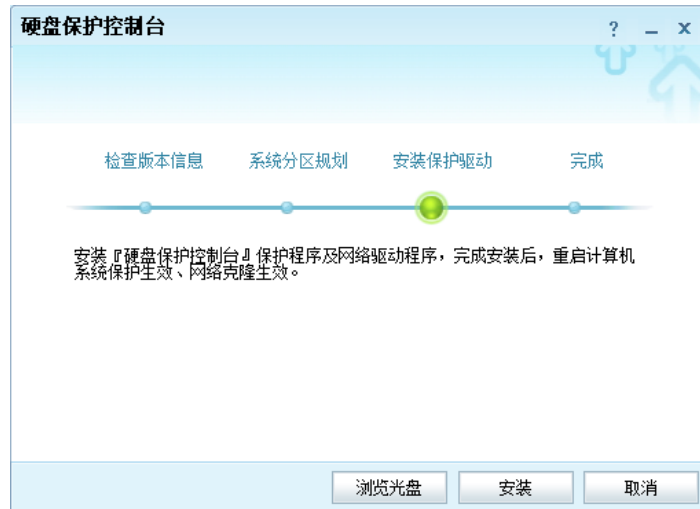 硬盘保护控制台
检查版本信息 系统分区规划 安装保护驱动 完成
安装『硬盘保护控制台』保护程序及网络驱动程序，完成安装后，重启计算机
系统保护生效、网络克隆生效。
浏览光盘 安装 取消